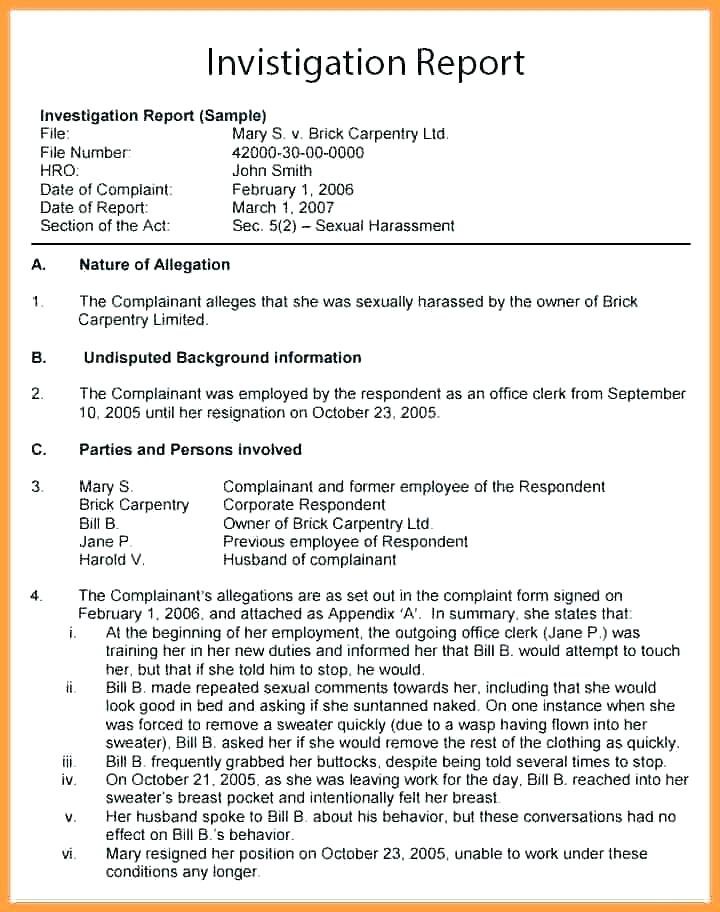 Invistigation Report
Investigation Report (Sample)
File: Mary S. v. Brick Carpentry Ltd.
File Number: 42000-30-00-0000
HRO: John Smith
Date of Complaint: February 1, 2006
Date of Report: March 1, 2007
Section of the Act: Sec. 5(2) – Sexual Harassment
A. Nature of Allegation
1. The Complainant alleges that she was sexually harassed by the owner of Brick
Carpentry Limited.
B. Undisputed Background information
2. The Complainant was employed by the respondent as an office clerk from September
10, 2005 until her resignation on October 23, 2005.
C. Parties and Persons involved
3. Mary S. Complainant and former employee of the Respondent
Brick Carpentry Corporate Respondent
Bill B. Owner of Brick Carpentry Ltd.
Jane P. Previous employee of Respondent
Harold V. Husband of complainant
4. The Complainant's allegations are as set out in the complaint form signed on
February 1, 2006, and attached as Appendix 'A'. In summary, she states that:
i. At the beginning of her employment, the outgoing office clerk (Jane P.) was
training her in her new duties and informed her that Bill B. would attempt to touch
her, but that if she told him to stop, he would.
ii. Bill B. made repeated sexual comments towards her, including that she would
look good in bed and asking if she suntanned naked. On one instance when she
was forced to remove a sweater quickly (due to a wasp having flown into her
sweater), Bill B. asked her if she would remove the rest of the clothing as quickly.
iii. Bill B. frequently grabbed her buttocks, despite being told several times to stop.
iv. On October 21, 2005, as she was leaving work for the day, Bill B. reached into her
sweater's breast pocket and intentionally felt her breast.
v. Her husband spoke to Bill B. about his behavior, but these conversations had no
effect on Bill B.'s behavior.
vi. Mary resigned her position on October 23, 2005, unable to work under these
conditions any longer.